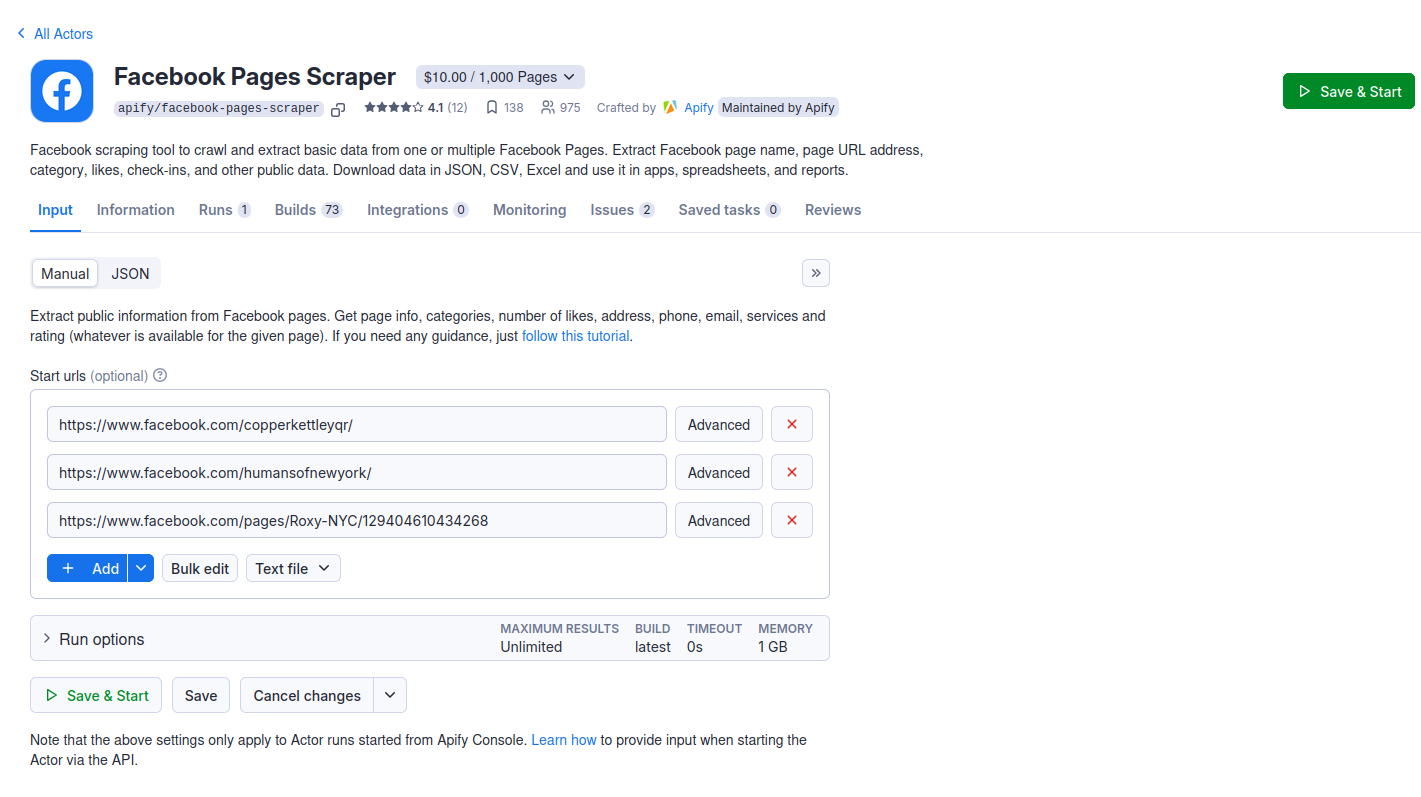 All Actors
Facebook Pages Scraper $10.00 / 1,000 Pages
Save & Start
apify/facebook-pages-scraper 4.1 (12) 138 975 Crafted by Apify Maintained by Apify
Facebook scraping tool to crawl and extract basic data from one or multiple Facebook Pages. Extract Facebook page name, page URL address,
category, likes, check-ins, and other public data. Download data in JSON, CSV, Excel and use it in apps, spreadsheets, and reports.
Input Information Runs 1 Builds 73 Integrations 0 Monitoring Issues 2 Saved tasks 0 Reviews
Manual JSON
Extract public information from Facebook pages. Get page info, categories, number of likes, address, phone, email, services and
rating (whatever is available for the given page). If you need any guidance, just follow this tutorial.
Start urls (optional)
https://www.facebook.com/copperkettleyqr/ Advanced
https://www.facebook.com/humansofnewyork/ Advanced
https://www.facebook.com/pages/Roxy-NYC/129404610434268 Advanced
Add Bulk edit Text file
Run options
MAXIMUM RESULTS BUILD TIMEOUT MEMORY
Unlimited latest 0s 1 GB
Save & Start Save Cancel changes
Note that the above settings only apply to Actor runs started from Apify Console. Learn how to provide input when starting the
Actor via the API.